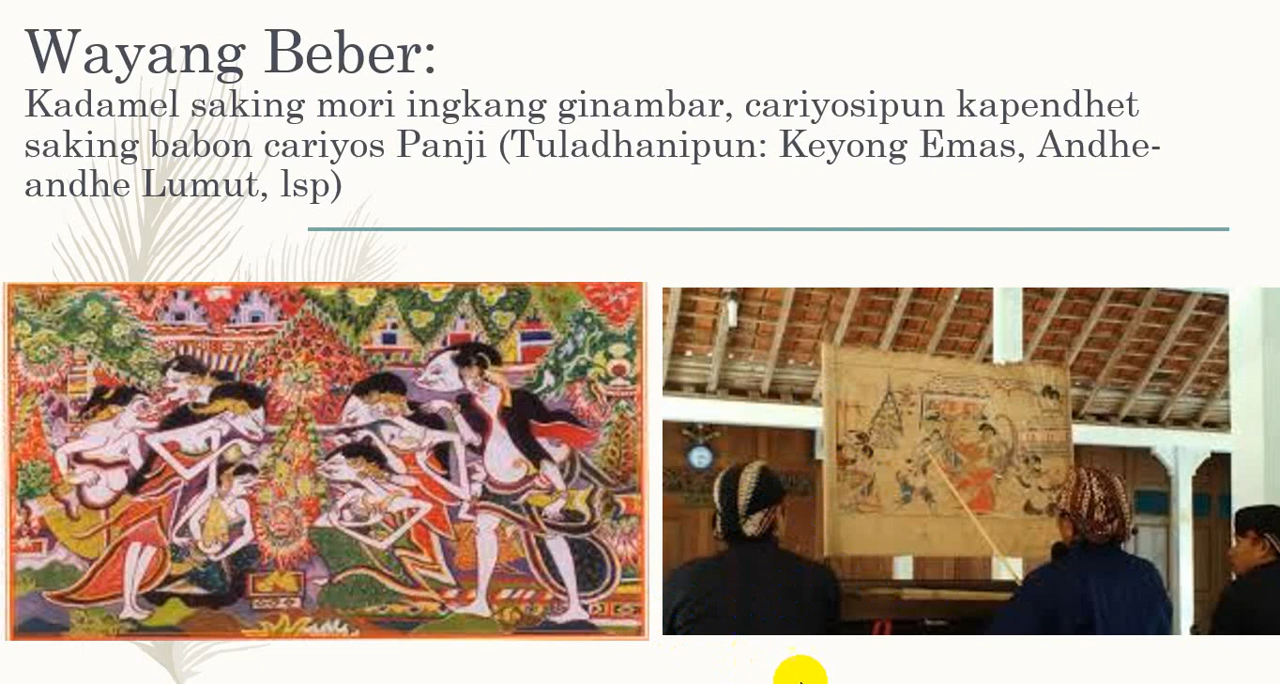 Wayang Beber:
Kadamel saking mori ingkang ginambar, cariyosipun kapendhet
saking babon cariyos Panji (Tuladhanipun: Keyong Emas, Andhe-
andhe Lumut, lsp)